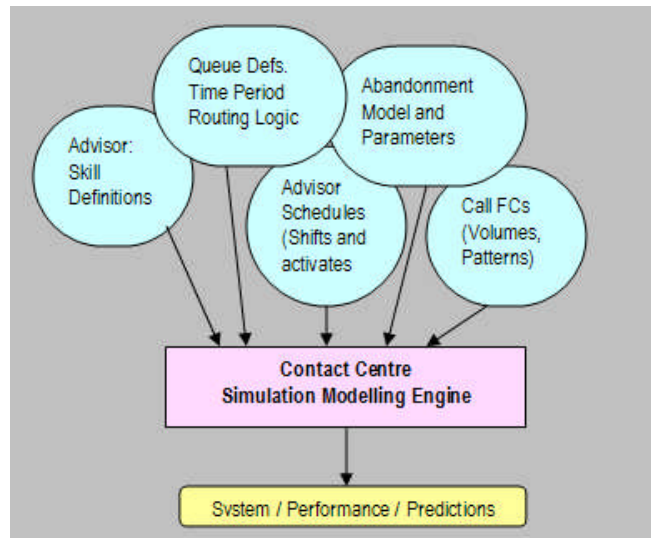 Queue Defs.
Time Period
Routing Logic
Abandonment
Model and
Parameters
Advisor:
Skill
Definitions
Advisor
Schedules
(Shifts and
activates
Call FCs
(Volumes,
Patterns)
Contact Centre
Simulation Modelling Engine
System / Performance / Predictions